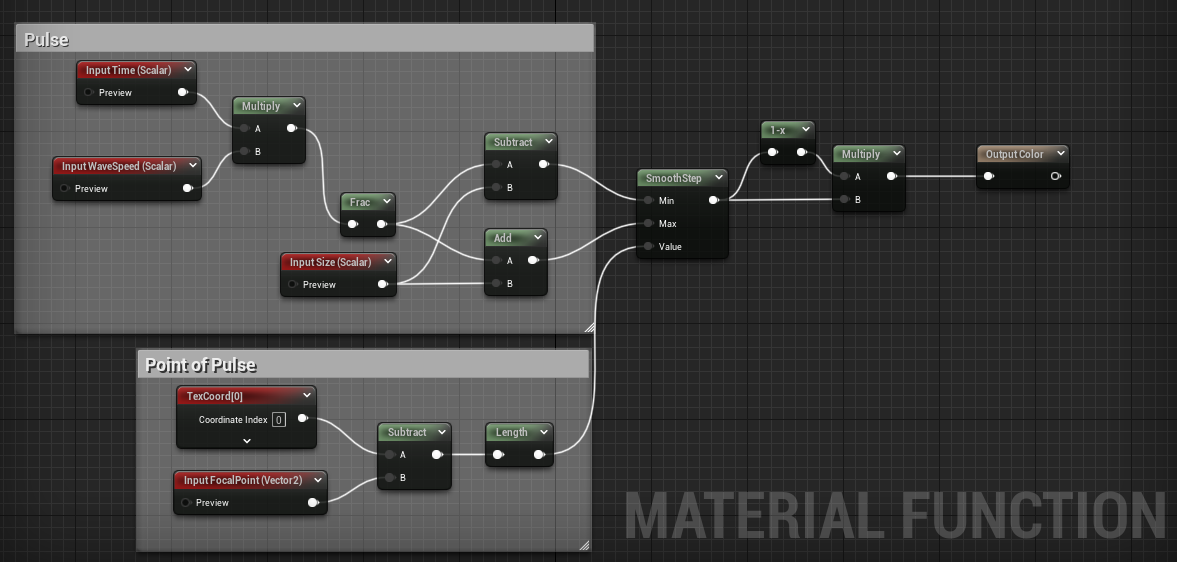 Pulse
Input Time (Scalar)
Preview
Multiply
A
B
Input WaveSpeed (Scalar)
Preview
Frac
Input Size (Scalar)
Preview
Subtract
A
B
Add
A
B
SmoothStep
Min
Max
Value
1-x
Multiply
A
B
Output Color
Point of Pulse
TexCoord[0]
Coordinate Index 0
Input FocalPoint (Vector2)
Preview
Subtract
A
B
Length
MATERIAL FUNCTION